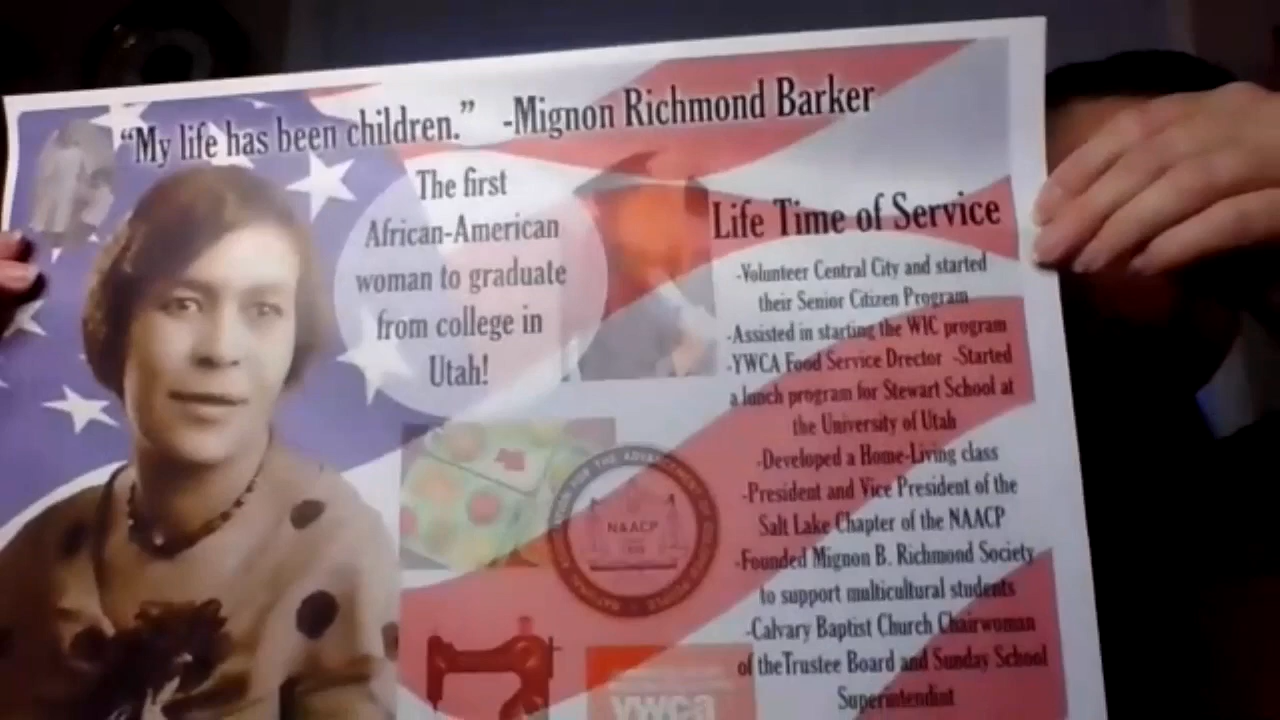 “My life has been children.” -Mignon Richmond Barker
The first
African-American
woman to graduate
from college in
Utah!
Life Time of Service
-Volunteer Central City and started
their Senior Citizen Program
-Assisted in starting the WIC program
-YWCA Food Service Drector -Started
a lunch program for Stewart School at
the University of Utah
-Developed a Home-Living class
-President and Vice President of the
Salt Lake Chapter of the NAACP
-Founded Mignon B. Richmond Society
to support multicultural students
-Calvary Baptist Church Chairwoman
of theTrustee Board and Sunday School
Superintendint
NAACP
ywca